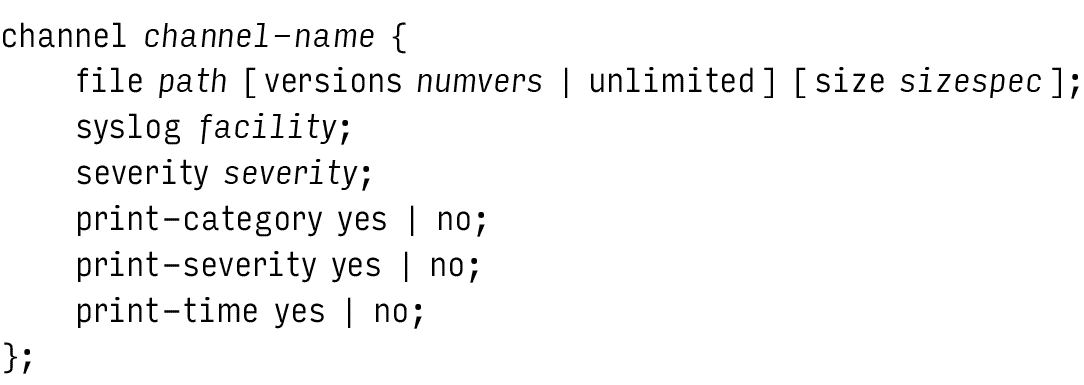 channel channel-name {
file path [versions numvers | unlimited] [size sizespec];
syslog facility;
severity severity;
print-category yes | no;
print-severity yes | no;
print-time yes | no;
};